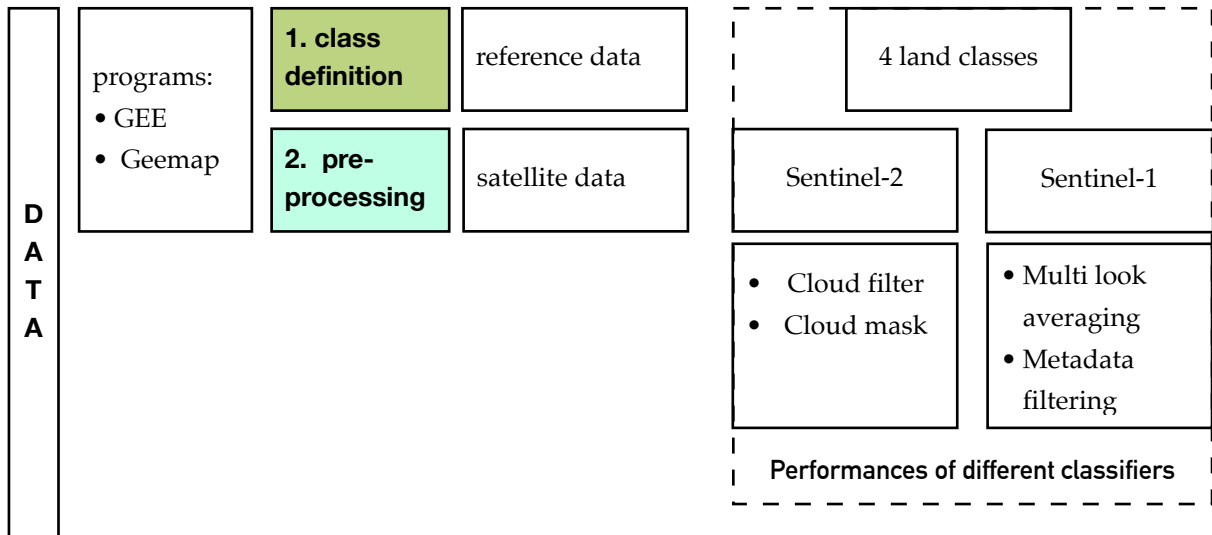 D
A
T
A
programs:
• GEE
• Geemap
1. class
definition
reference data
2. pre-
processing
satellite data
4 land classes
Sentinel-2
Sentinel-1
• Cloud filter
• Cloud mask
• Multi look
averaging
• Metadata
filtering
Performances of different classifiers